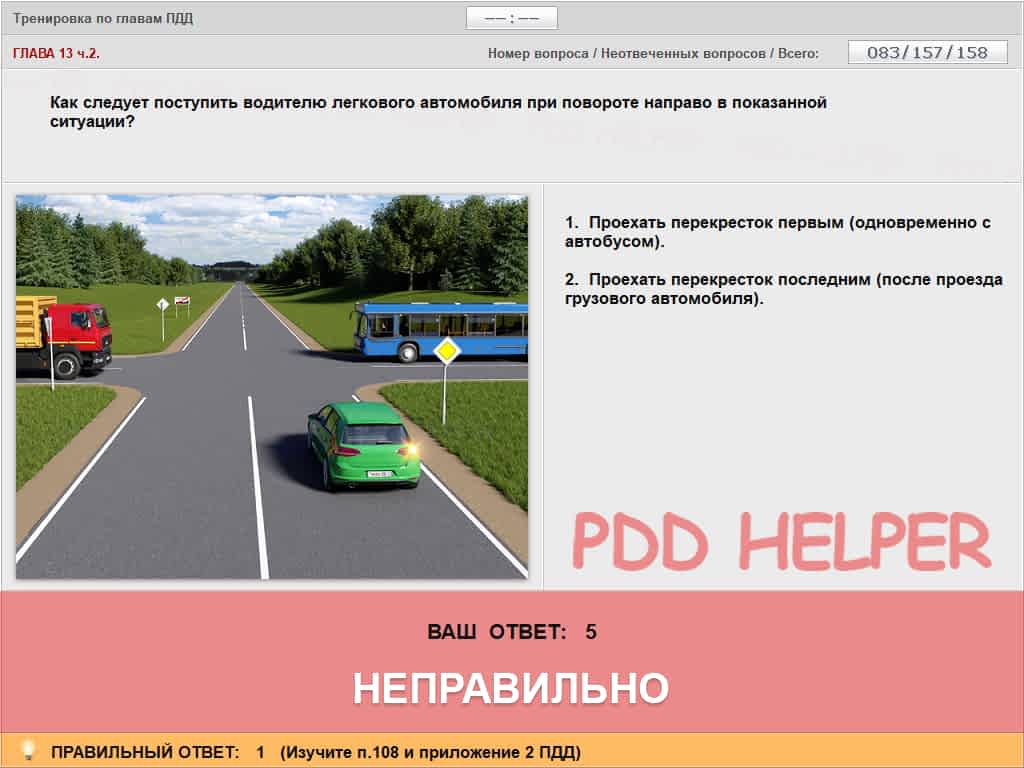 Тренировка по главам ПДД
—— : ——
ГЛАВА 13 ч.2.
Номер вопроса / Неотвеченных вопросов / Всего:
083/157/158
Как следует поступить водителю легкового автомобиля при повороте направо в показанной
ситуации?
1. Проехать перекресток первым (одновременно с
автобусом).
2. Проехать перекресток последним (после проезда
грузового автомобиля).
PDD HELPER
ВАШ ОТВЕТ: 5
НЕПРАВИЛЬНО
ПРАВИЛЬНЫЙ ОТВЕТ: 1 (Изучите п.108 и приложение 2 ПДД)